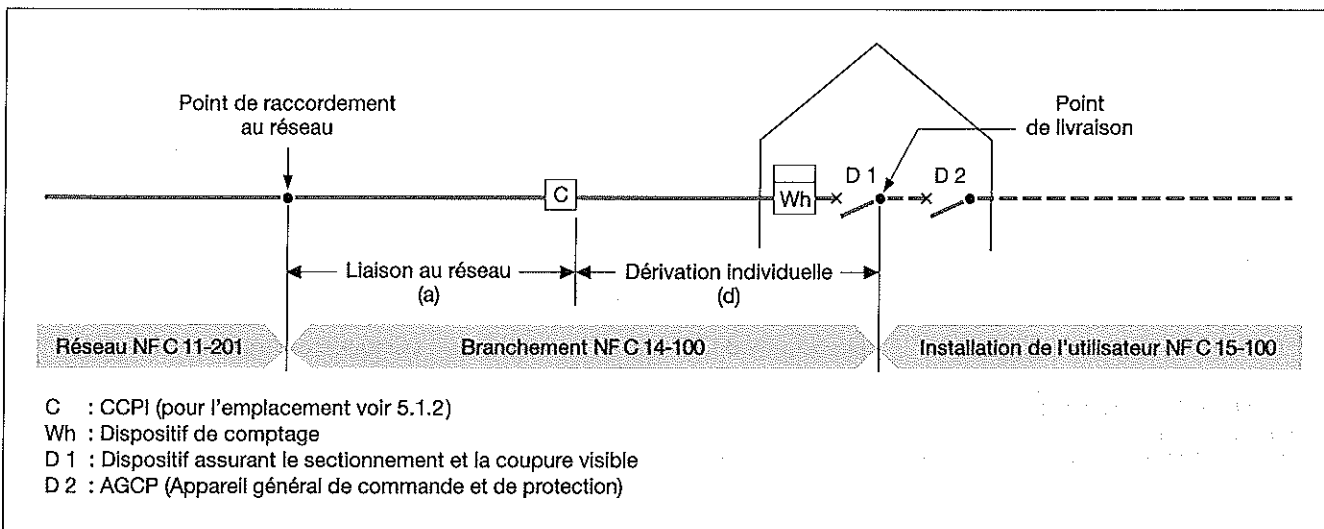 Point de raccordement
au réseau
Point
de livraison
C
Wh
D 1
D 2
Liaison au réseau
(a)
Dérivation individuelle
(d)
Réseau NF C 11-201
Branchement NF C 14-100
Installation de l'utilisateur NF C 15-100
C : CCPI (pour l'emplacement voir 5.1.2)
Wh : Dispositif de comptage
D 1 : Dispositif assurant le sectionnement et la coupure visible
D 2 : AGCP (Appareil général de commande et de protection)